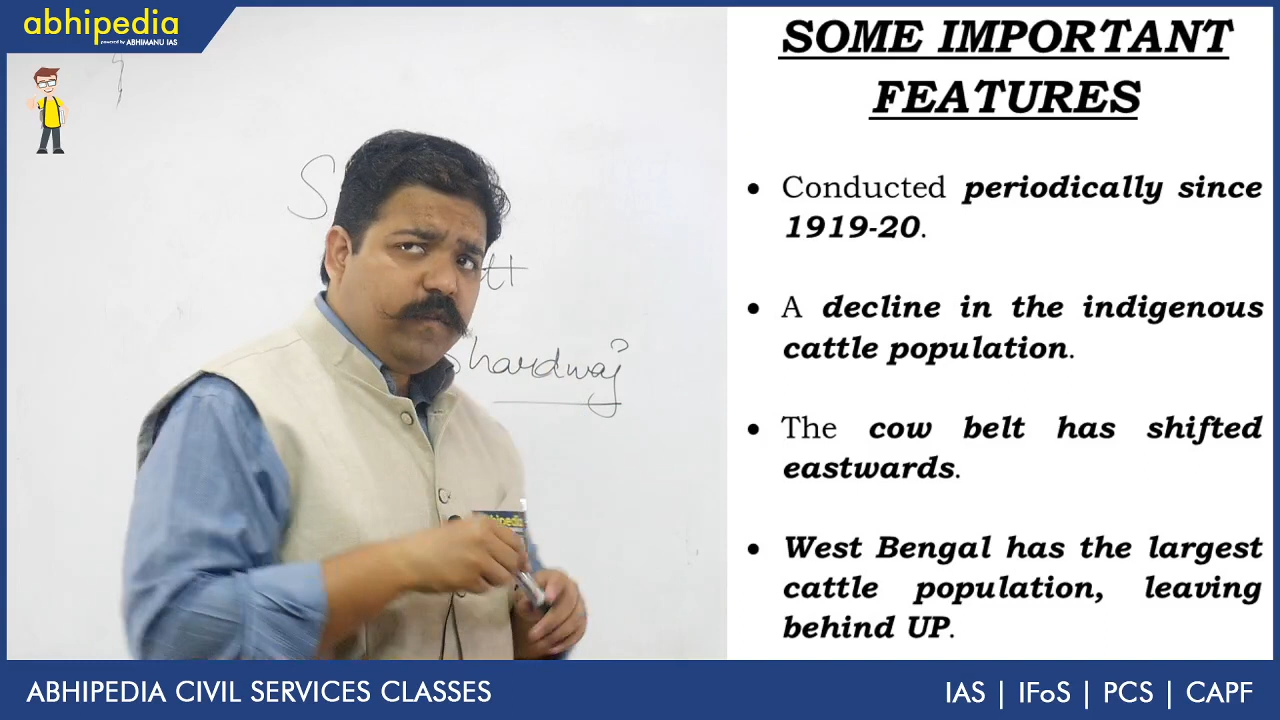 abhipedia
powered by ABHIMANU IAS
SOME IMPORTANT
FEATURES
• Conducted periodically since
1919-20.
• A decline in the indigenous
cattle population.
• The cow belt has shifted
eastwards.
• West Bengal has the largest
cattle population, leaving
behind UP.
abhipedia
ABHIPEDIA CIVIL SERVICES CLASSES
IAS | IFoS | PCS | CAPF